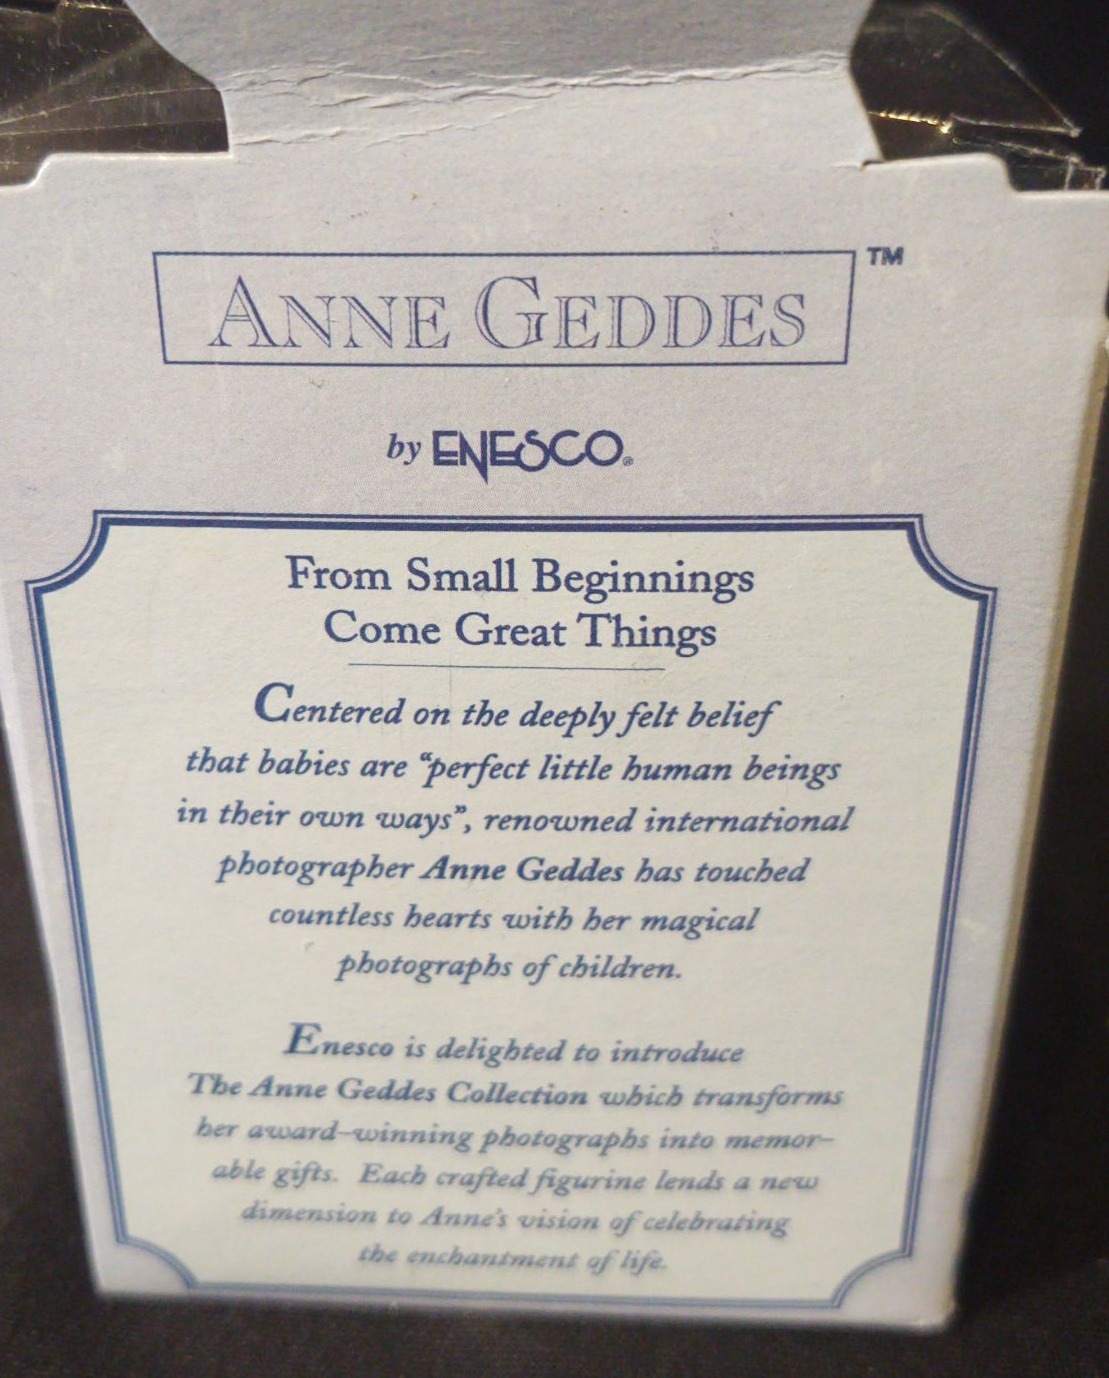 ANNE GEDDES™
by ENESCO®
From Small Beginnings
Come Great Things
Centered on the deeply felt belief
that babies are “perfect little human beings
in their own ways”, renowned international
photographer Anne Geddes has touched
countless hearts with her magical
photographs of children.
Enesco is delighted to introduce
The Anne Geddes Collection which transforms
her award-winning photographs into memor-
able gifts. Each crafted figurine lends a new
dimension to Anne's vision of celebrating
the enchantment of life.